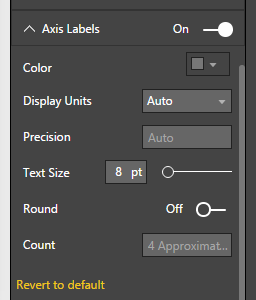 Axis Labels On
Color
Display Units Auto
Precision Auto
Text Size 8 pt
Round Off
Count 4 Approximat...
Revert to default